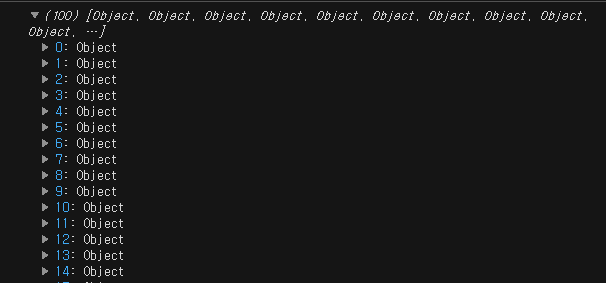 (100) [Object, Object, Object, Object, Object, Object, Object, Object, Object,
Object, …]
0: Object
1: Object
2: Object
3: Object
4: Object
5: Object
6: Object
7: Object
8: Object
9: Object
10: Object
11: Object
12: Object
13: Object
14: Object